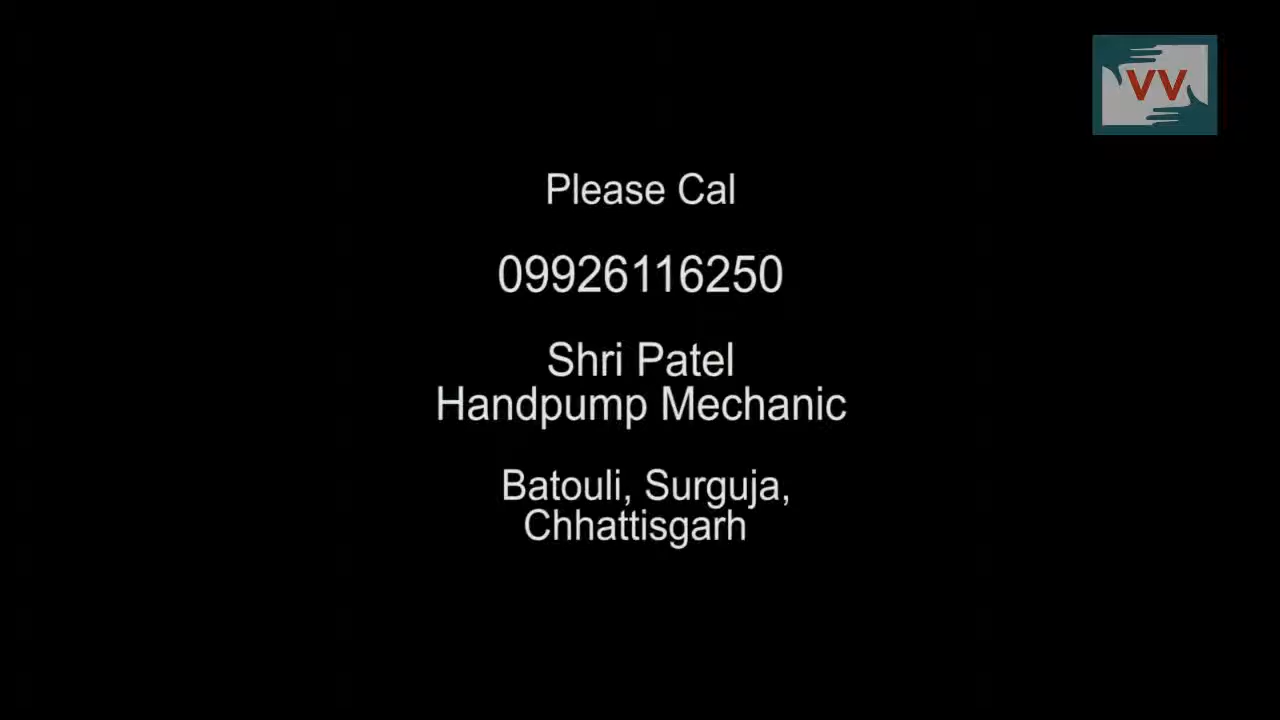 VV
Please Cal
09926116250
Shri Patel
Handpump Mechanic
Batouli, Surguja,
Chhattisgarh